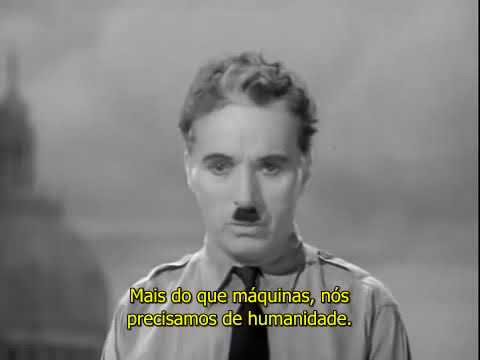 Mais do que máquinas, nós
precisamos de humanidade.